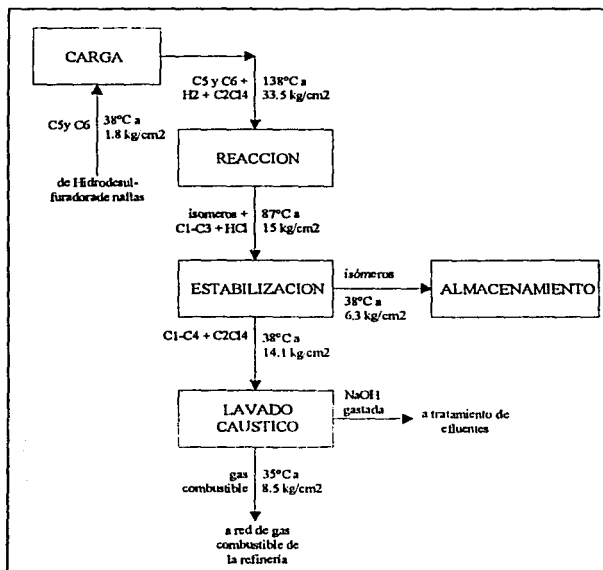 CARGA
C5y C6
38°C a
1.8 kg/cm2
de Hidrodesul-
furadorade naftas
C5 y C6 +
H2 + C2Cl4
138°C a
33.5 kg/cm2
REACCION
isomeros +
C1-C3 + HCl
87°C a
15 kg/cm2
ESTABILIZACION
isómeros
38°C a
6.3 kg/cm2
ALMACENAMIENTO
C1-C4 + C2Cl4
38°C a
14.1 kg/cm2
LAVADO
CAUSTICO
NaOH
gastada
a tratamiento de
efluentes
gas
combustible
35°C a
8.5 kg/cm2
a red de gas
combustible de
la refinería